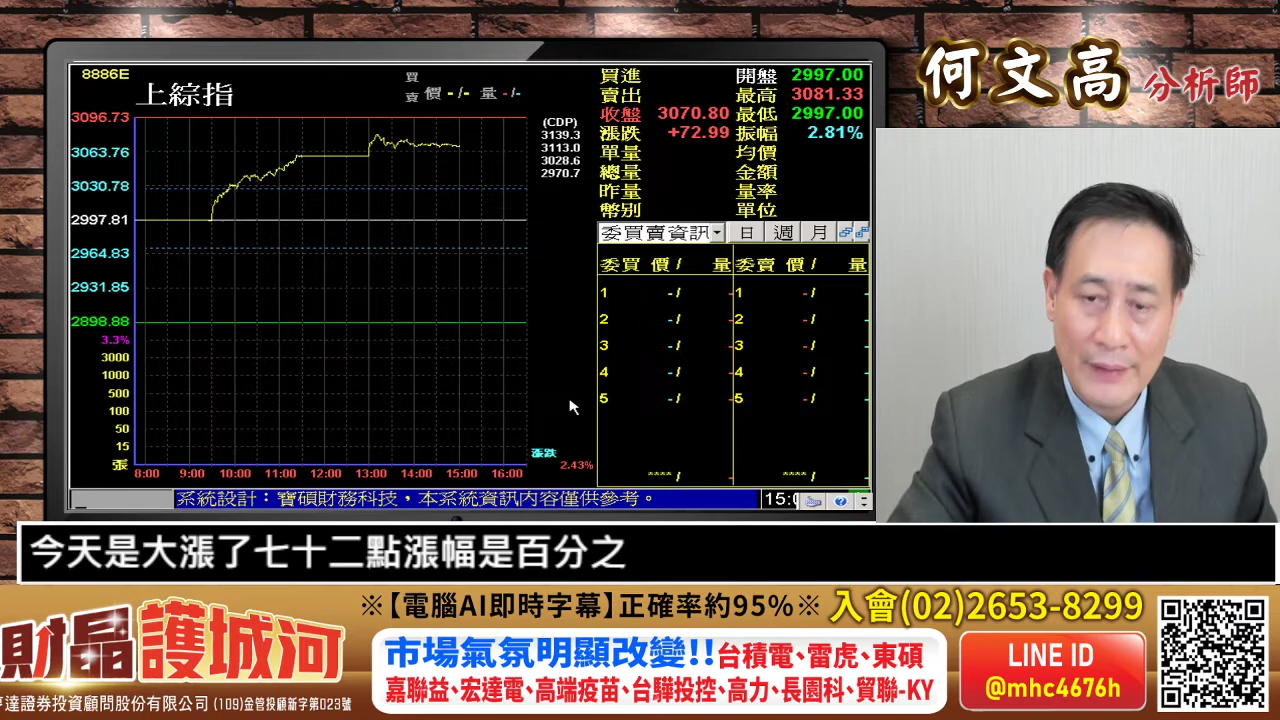 8886E
上綜指
買
賣
價 - /- 量 - /-
3096.73
3063.76
3030.78
2997.81
2964.83
2931.85
2898.88
3.3%
3000
1000
500
100
50
15
張
8:00 9:00 10:00 11:00 12:00 13:00 14:00 15:00 16:00
(CDP)
3139.3
3113.0
3028.6
2970.7
漲跌
2.43%
買進 開盤 2997.00
賣出 最高 3081.33
收盤 3070.80 最低 2997.00
漲跌 +72.99 振幅 2.81%
單量 均價
總量 金額
昨量 量率
幣別 單位
委買賣資訊 日 週 月
委買 價 / 量 委賣 價 / 量
1 - / - 1 - / -
2 - / - 2 - / -
3 - / - 3 - / -
4 - / - 4 - / -
5 - / - 5 - / -
**** / **** /
系統設計：寶碩財務科技，本系統資訊內容僅供參考。
15:0
何文高 分析師
今天是大漲了七十二點漲幅是百分之
※【電腦AI即時字幕】正確率約95%※ 入會(02)2653-8299
財晶護城河
市場氣氛明顯改變!!台積電、雷虎、東碩
嘉聯益、宏達電、高端疫苗、台驊投控、高力、長園科、貿聯-KY
LINE ID
@mhc4676h
達證券投資顧問股份有限公司 (109)金管投顧新字第023號